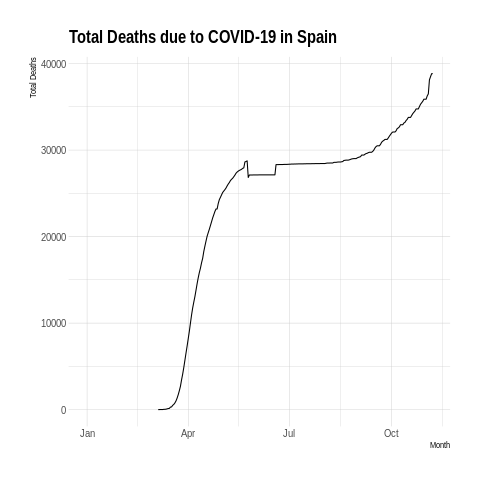 Total Deaths due to COVID-19 in Spain
Total Deaths
40000
30000
20000
10000
0
Jan Apr Jul Oct
Month